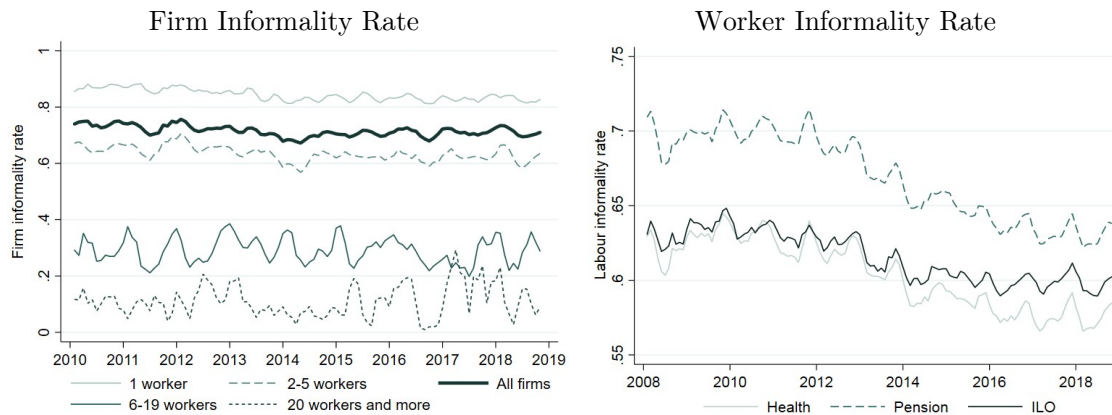 Firm Informality Rate
Firm informality rate
1
.8
.6
.4
.2
0
2010 2011 2012 2013 2014 2015 2016 2017 2018 2019
1 worker 2-5 workers All firms
6-19 workers 20 workers and more
Worker Informality Rate
Labour informality rate
.75
.7
.65
.6
.55
2008 2010 2012 2014 2016 2018
Health Pension ILO